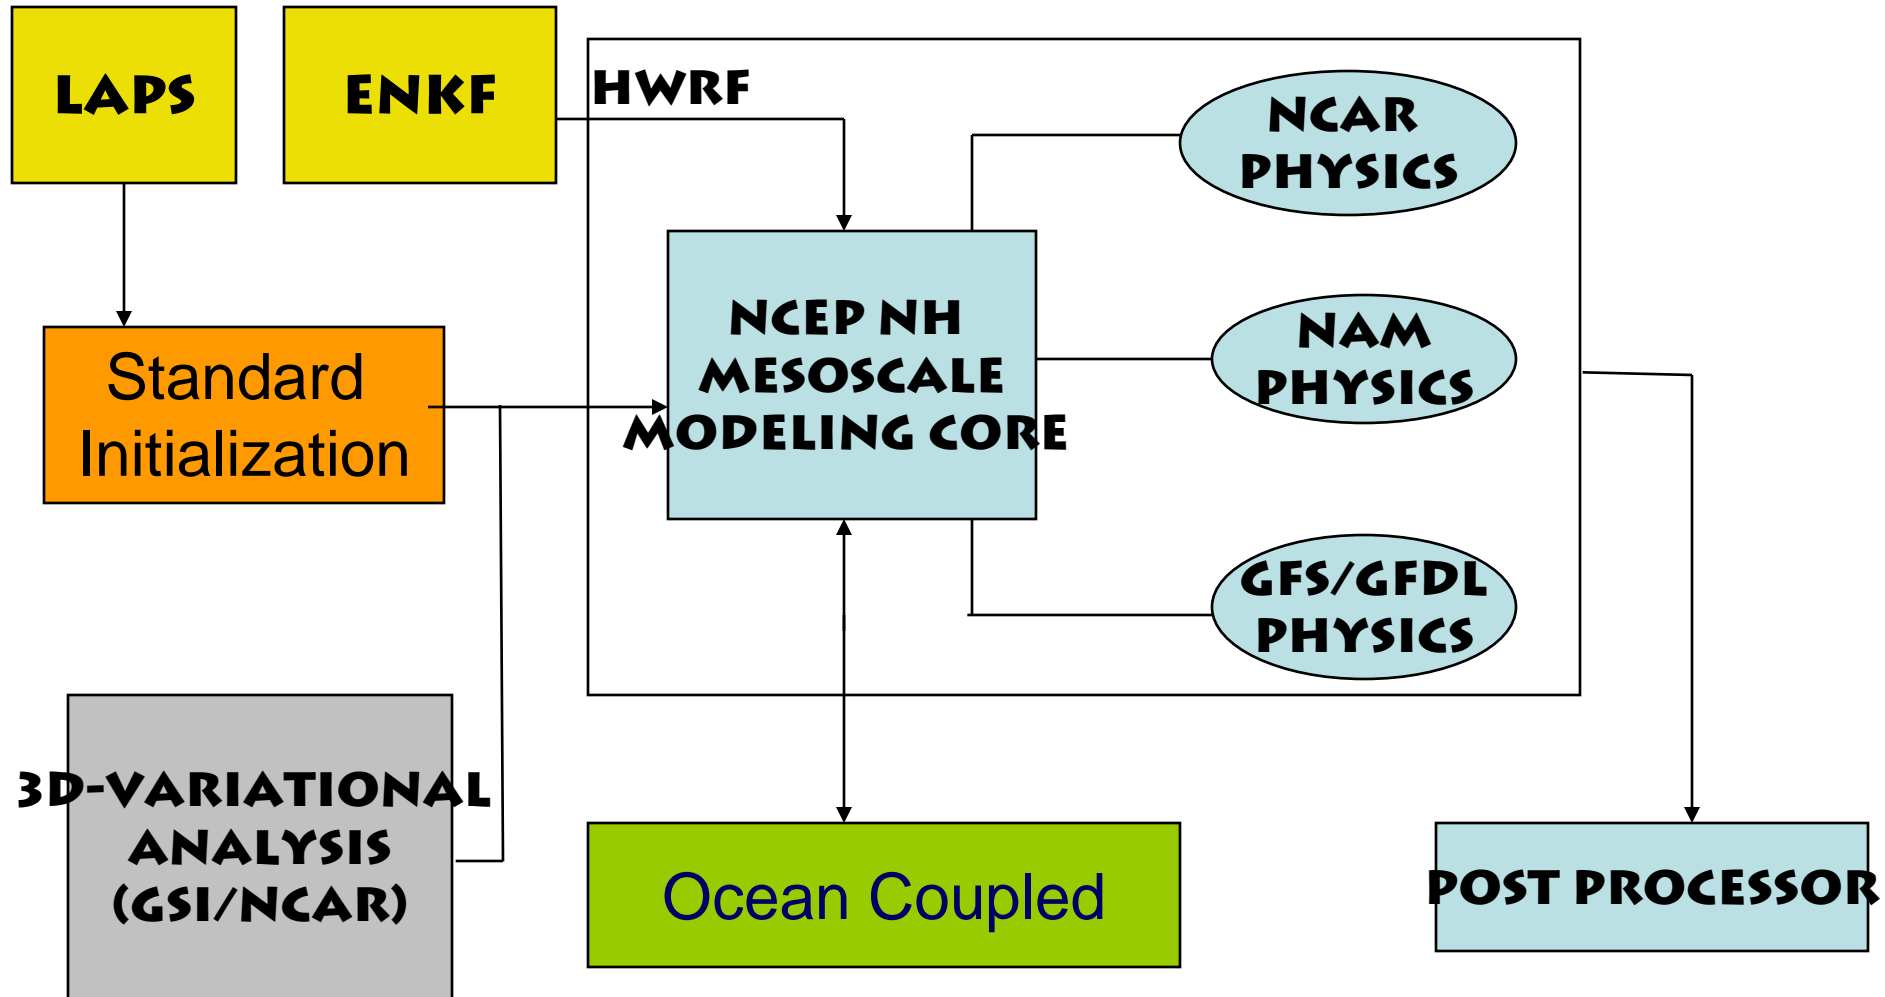 LAPS
ENKF
HWRF
NCAR
PHYSICS
NCEP NH
MESOSCALE
MODELING CORE
NAM
PHYSICS
Standard
Initialization
GFS/GFDL
PHYSICS
3D-VARIATIONAL
ANALYSIS
(GSI/NCAR)
Ocean Coupled
POST PROCESSOR